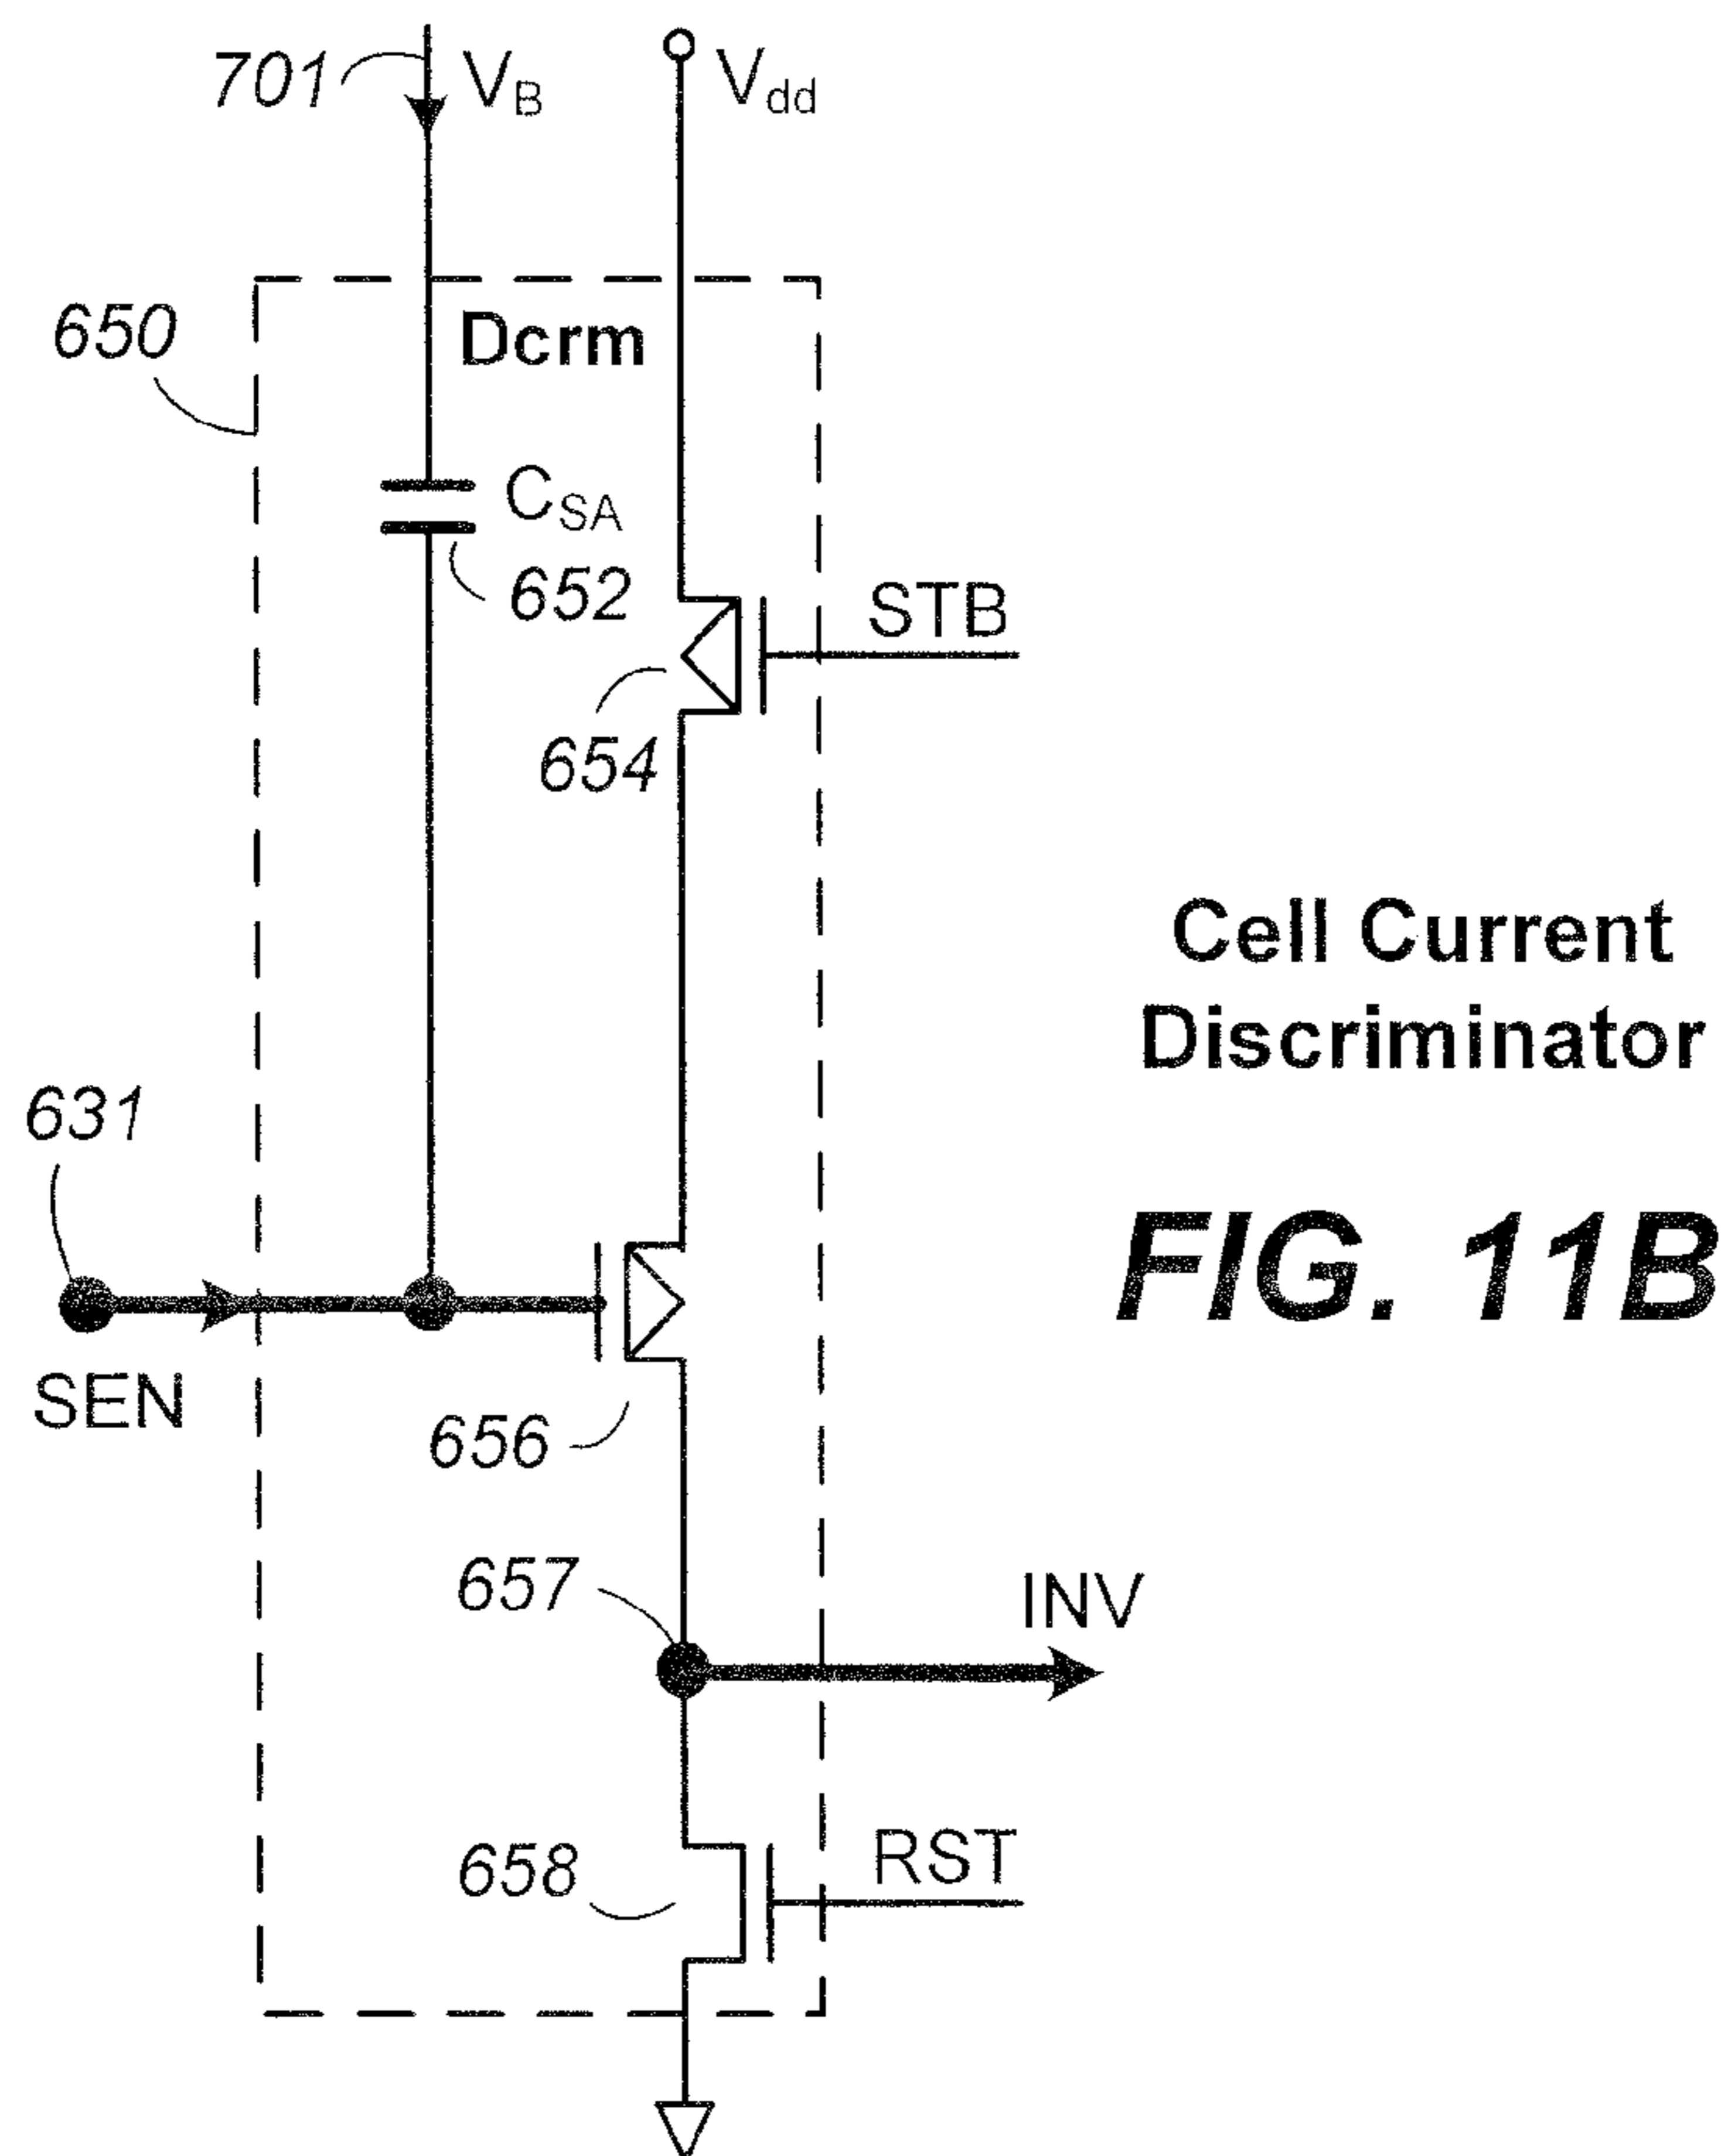 701
V_B
V_dd
650
Dcrm
C_SA
652
STB
654
Cell Current
Discriminator
631
FIG. 11B
SEN
656
657
INV
658
RST